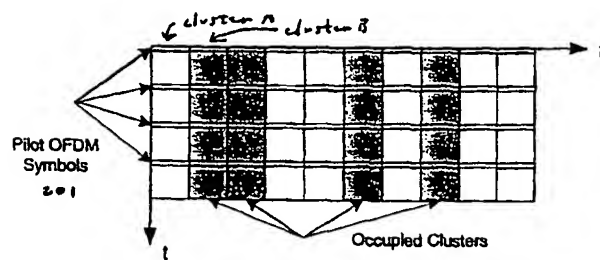 cluster A
cluster B
Pilot OFDM
Symbols
201
Occupied Clusters
t